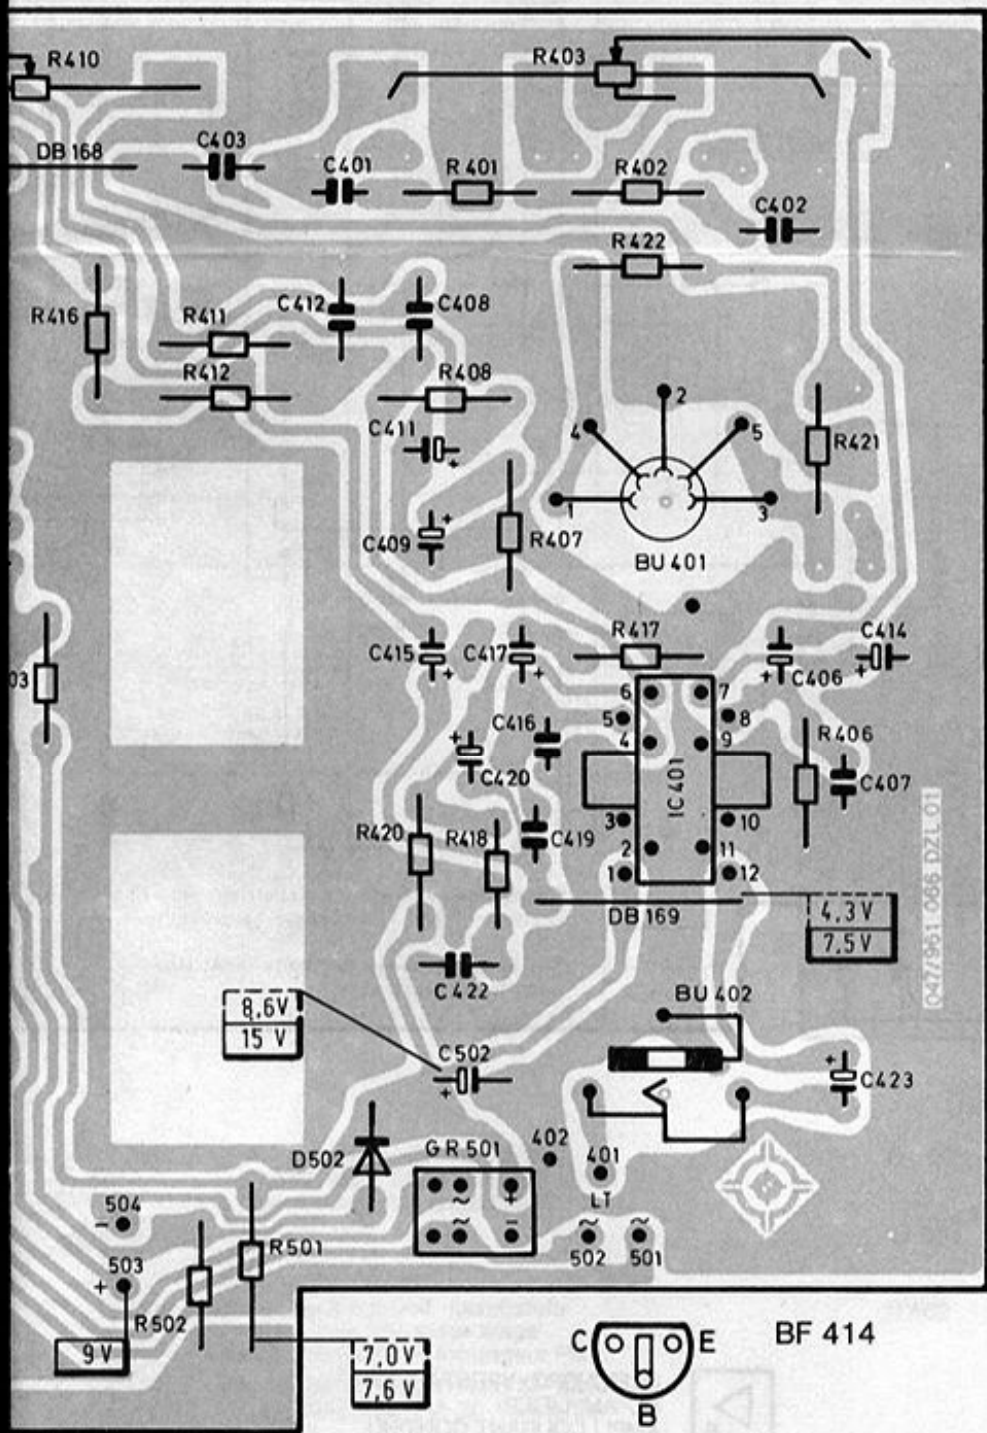 R410
R403
DB 168
C403
C401
R401
R402
C402
R422
R416
R411
C412
C408
R412
R408
C411
+
2
4
5
R421
1
3
C409
+
R407
BU 401
R417
C415
+
C417
+
C406
+
C414
+
03
6
7
5
8
4
9
C416
+
C420
R406
C407
IC 401
R420
R418
C419
3
10
2
11
1
12
DB 169
4,3V
7,5V
047/961 066 DZL 01
C422
BU 402
8,6V
15 V
C502
+
+
C423
D502
GR 501
402
401
~
+
LT
~
−
~
~
502
501
504
−
503
+
R501
R502
9V
7,0V
7,6V
C
E
B
BF 414